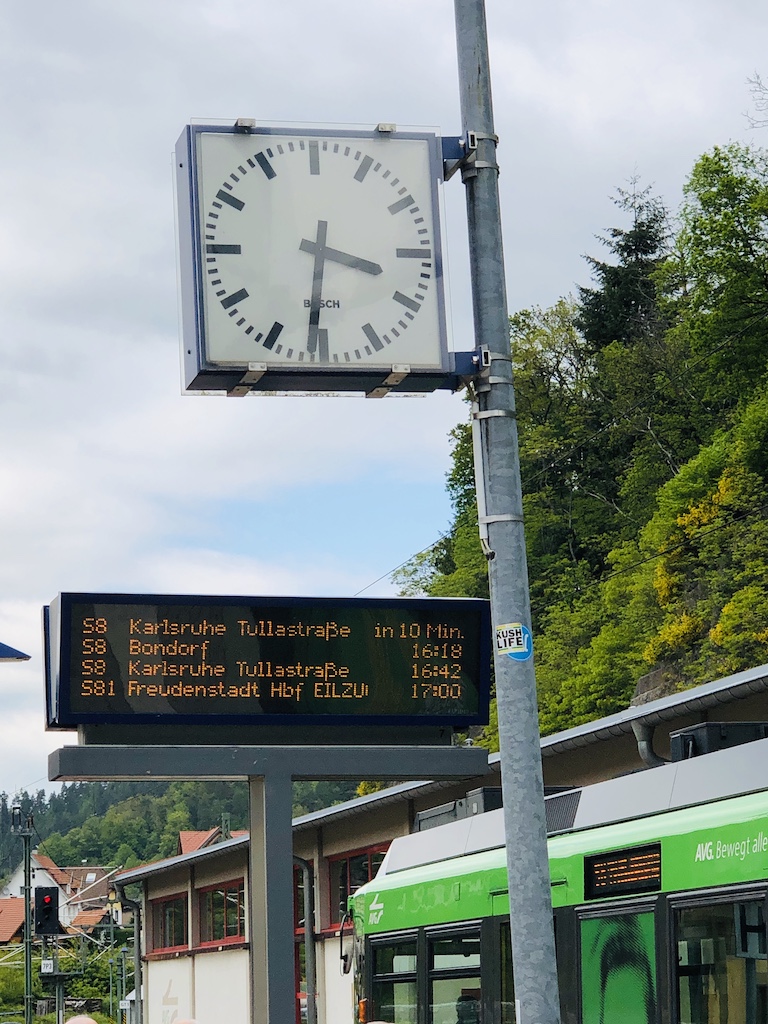 BOSCH
S8 Karlsruhe Tullastraße in 10 Min.
S8 Bondorf 16:18
S8 Karlsruhe Tullastraße 16:42
S81 Freudenstadt Hbf EILZU 17:00
KUSH
LIFE
AVG. Bewegt alle
AVG